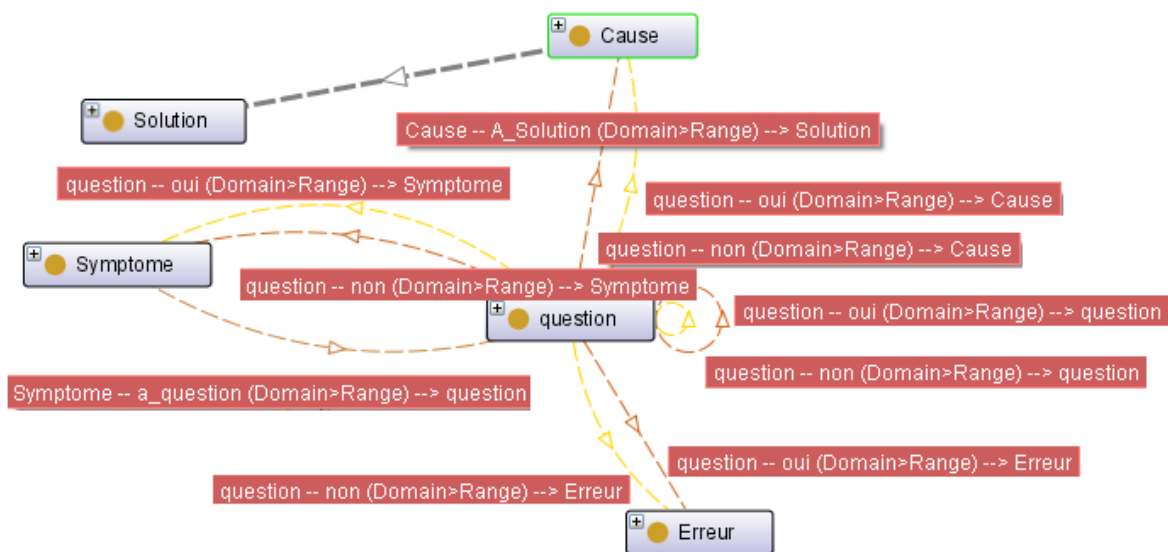 Cause
Solution
Cause -- A_Solution (Domain>Range) --> Solution
question -- oui (Domain>Range) --> Symptome
question -- oui (Domain>Range) --> Cause
question -- non (Domain>Range) --> Cause
Symptome
question -- non (Domain>Range) --> Symptome
question
question -- oui (Domain>Range) --> question
question -- non (Domain>Range) --> question
Symptome -- a_question (Domain>Range) --> question
question -- oui (Domain>Range) --> Erreur
question -- non (Domain>Range) --> Erreur
Erreur